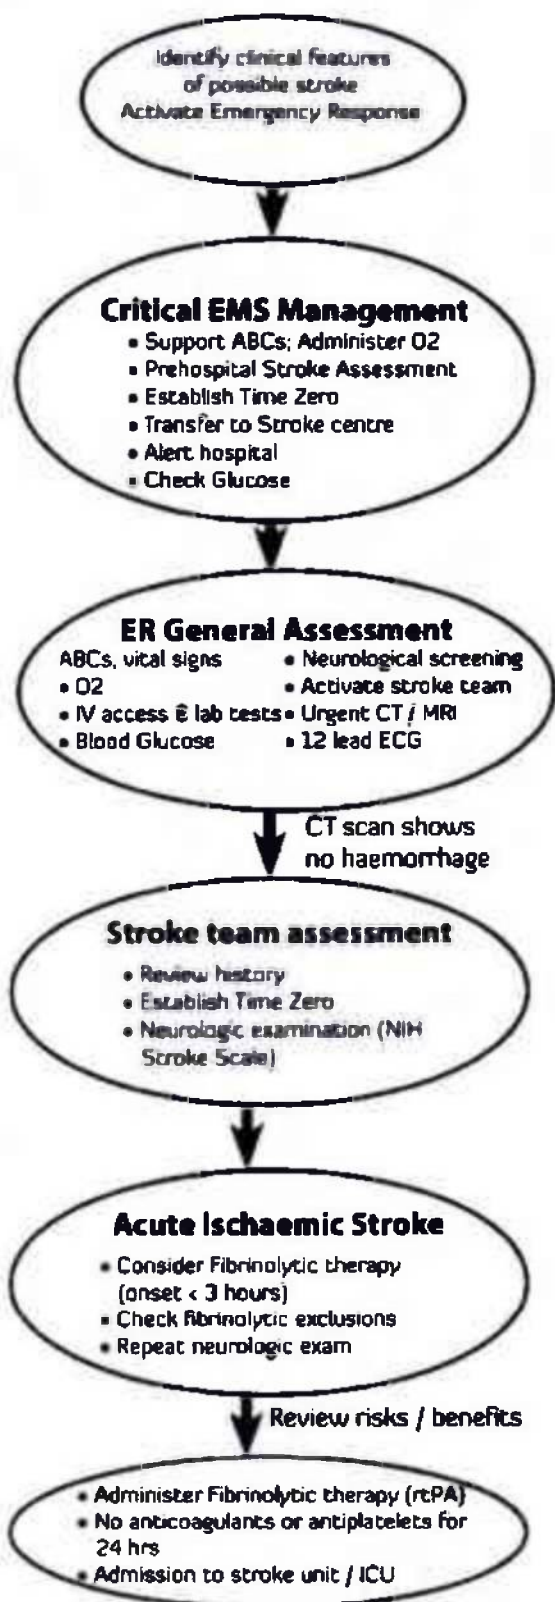 Identify clinical features
of possible stroke
Activate Emergency Response
Critical EMS Management
• Support ABCs; Administer O2
• Prehospital Stroke Assessment
• Establish Time Zero
• Transfer to Stroke centre
• Alert hospital
• Check Glucose
ER General Assessment
ABCs, vital signs
• O2
• IV access & lab tests
• Blood Glucose
• Neurological screening
• Activate stroke team
• Urgent CT / MRI
• 12 lead ECG
CT scan shows
no haemorrhage
Stroke team assessment
• Review history
• Establish Time Zero
• Neurologic examination (NIH
Stroke Scale)
Acute Ischaemic Stroke
• Consider Fibrinolytic therapy
(onset < 3 hours)
• Check fibrinolytic exclusions
• Repeat neurologic exam
Review risks / benefits
• Administer Fibrinolytic therapy (rtPA)
• No anticoagulants or antiplatelets for
24 hrs
• Admission to stroke unit / ICU